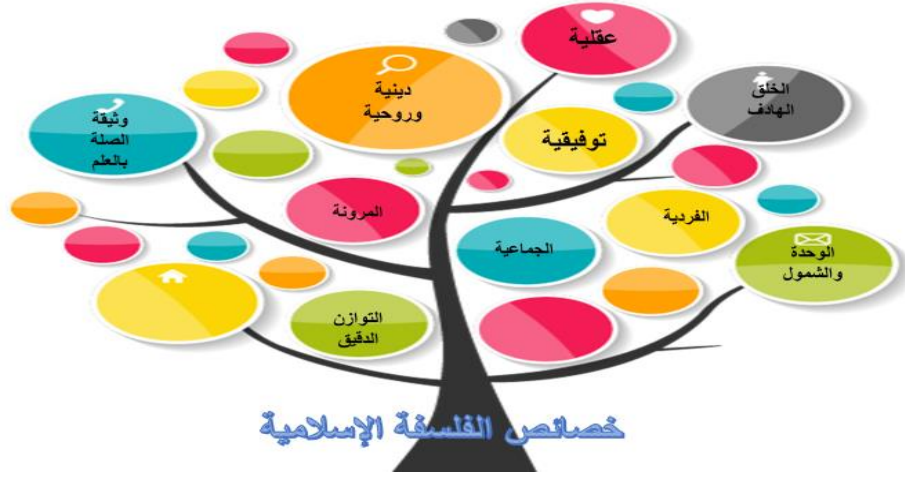 عقلية
دينية
وروحية
الخلق
الهادف
وثيقة
الصلة
بالعلم
توفيقية
المرونة
الفردية
الجماعية
الوحدة
والشمول
التوازن
الدقيق
خصائص الفلسفة الإسلامية